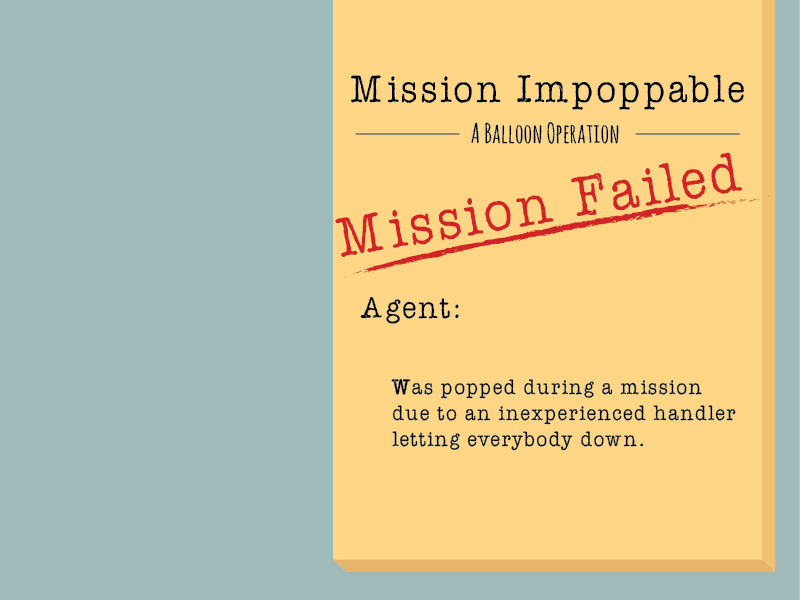 Mission Impoppable
A Balloon Operation
Mission Failed
Agent:
Was popped during a mission
due to an inexperienced handler
letting everybody down.